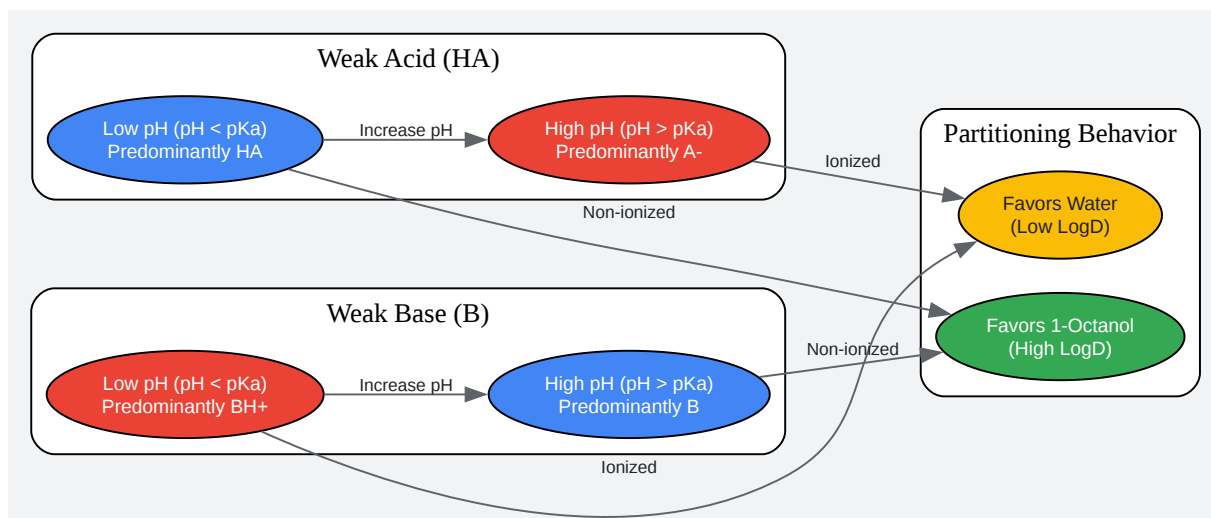 Weak Acid (HA)
Low pH (pH < pKa)
Predominantly HA
Increase pH
High pH (pH > pKa)
Predominantly A-
Ionized
Non-ionized
Partitioning Behavior
Favors Water
(Low LogD)
Favors 1-Octanol
(High LogD)
Weak Base (B)
Low pH (pH < pKa)
Predominantly BH+
Increase pH
High pH (pH > pKa)
Predominantly B
Non-ionized
Ionized